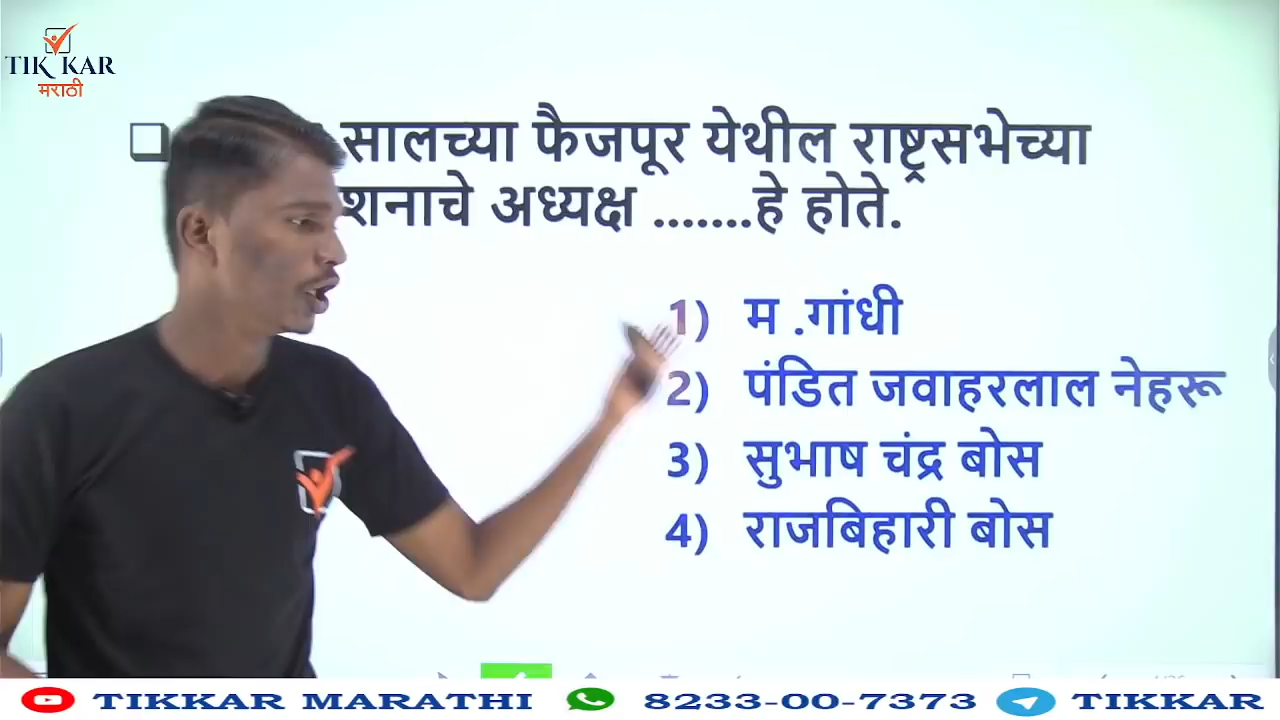 TIK KAR
मराठी
सालच्या फैजपूर येथील राष्ट्रसभेच्या
शनाचे अध्यक्ष .......हे होते.
1) म .गांधी
2) पंडित जवाहरलाल नेहरू
3) सुभाष चंद्र बोस
4) राजबिहारी बोस
TIKKAR MARATHI 8233-00-7373 TIKKAR